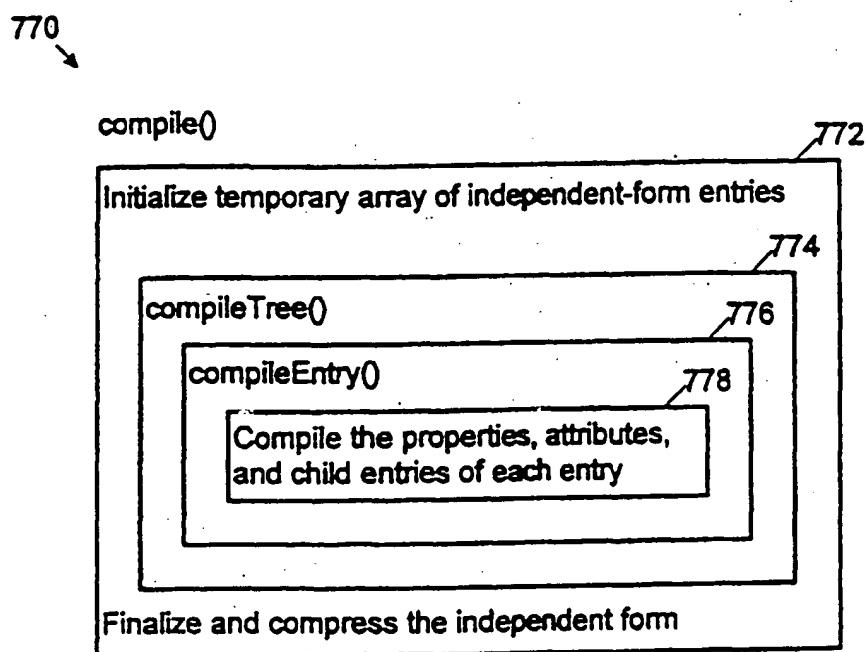 770
compile()
772
Initialize temporary array of independent-form entries
774
compileTree()
776
compileEntry()
778
Compile the properties, attributes,
and child entries of each entry
Finalize and compress the independent form